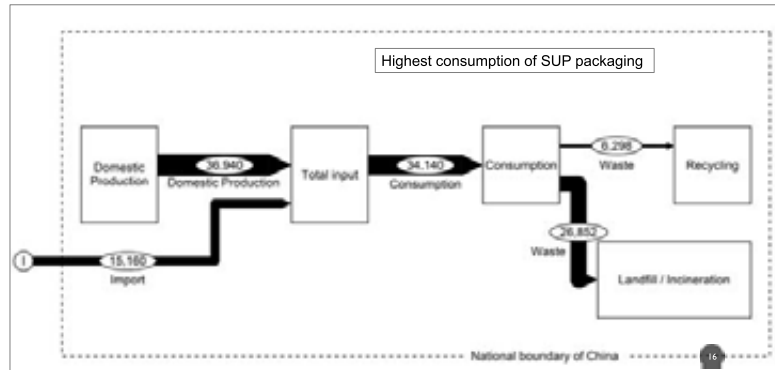 Highest consumption of SUP packaging
Domestic
Production
36,940
Domestic Production
Total input
34,140
Consumption
Consumption
6,298
Waste
Recycling
I
15,160
Import
26,852
Waste
Landfill / Incineration
National boundary of China
16